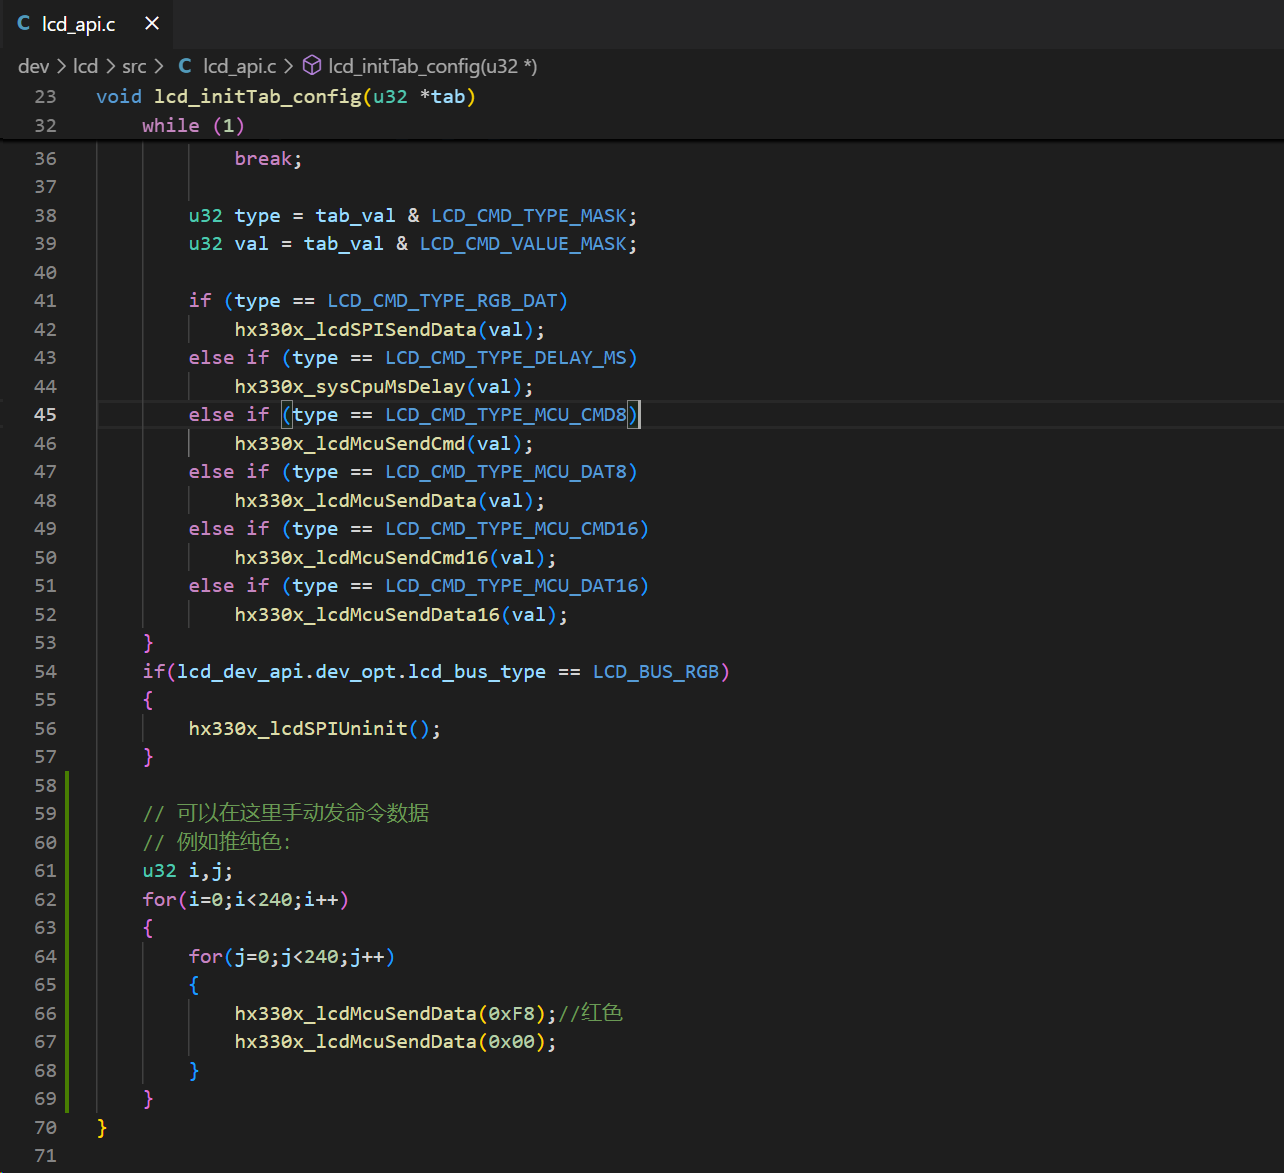 C lcd_api.c ×
dev > lcd > src > C lcd_api.c > lcd_initTab_config(u32 *)
23 void lcd_initTab_config(u32 *tab)
32 while (1)
36 break;
37
38 u32 type = tab_val & LCD_CMD_TYPE_MASK;
39 u32 val = tab_val & LCD_CMD_VALUE_MASK;
40
41 if (type == LCD_CMD_TYPE_RGB_DAT)
42 hx330x_lcdSPISendData(val);
43 else if (type == LCD_CMD_TYPE_DELAY_MS)
44 hx330x_sysCpuMsDelay(val);
45 else if (type == LCD_CMD_TYPE_MCU_CMD8)
46 hx330x_lcdMcuSendCmd(val);
47 else if (type == LCD_CMD_TYPE_MCU_DAT8)
48 hx330x_lcdMcuSendData(val);
49 else if (type == LCD_CMD_TYPE_MCU_CMD16)
50 hx330x_lcdMcuSendCmd16(val);
51 else if (type == LCD_CMD_TYPE_MCU_DAT16)
52 hx330x_lcdMcuSendData16(val);
53 }
54 if(lcd_dev_api.dev_opt.lcd_bus_type == LCD_BUS_RGB)
55 {
56 hx330x_lcdSPIUninit();
57 }
58
59 // 可以在这里手动发命令数据
60 // 例如推纯色：
61 u32 i,j;
62 for(i=0;i<240;i++)
63 {
64 for(j=0;j<240;j++)
65 {
66 hx330x_lcdMcuSendData(0xF8);//红色
67 hx330x_lcdMcuSendData(0x00);
68 }
69 }
70 }
71